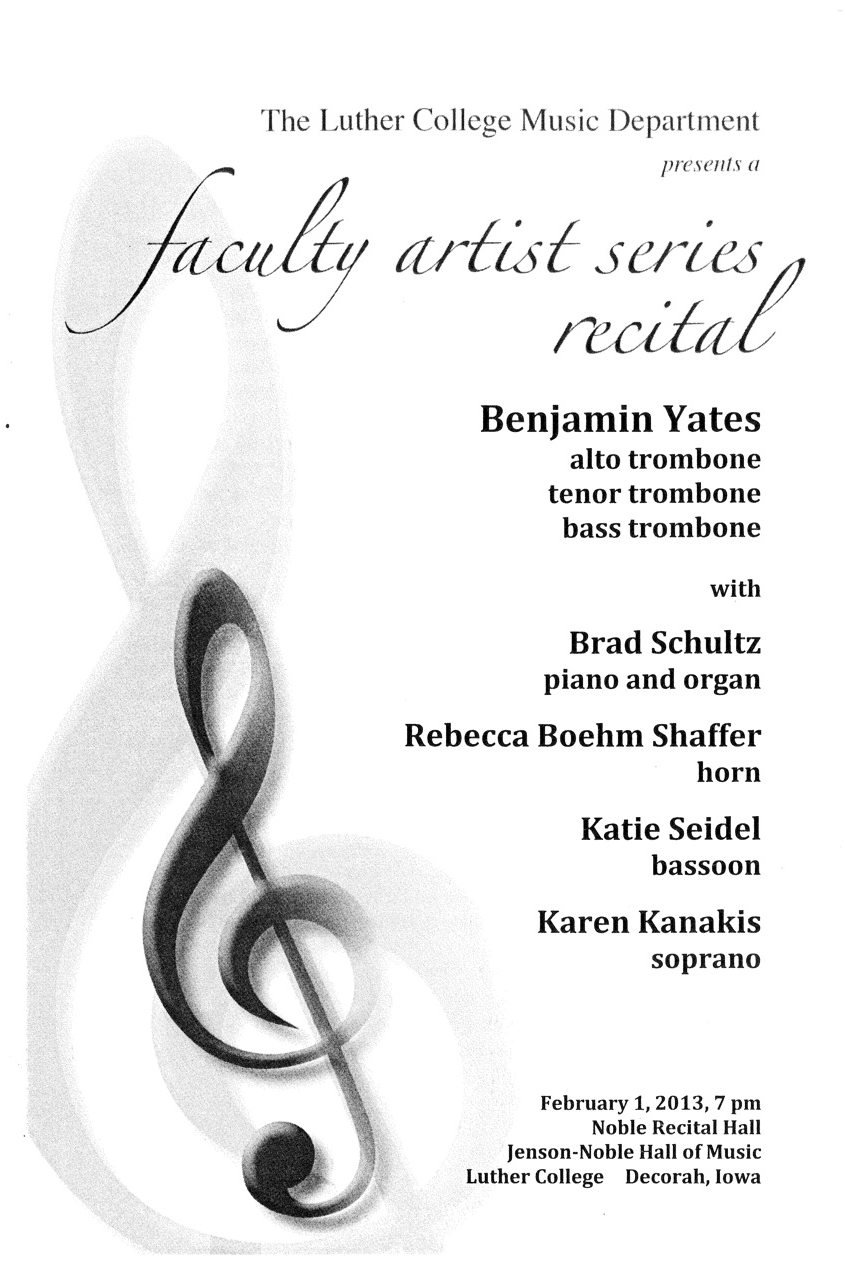 The Luther College Music Department
presents a
faculty artist series
recital
Benjamin Yates
alto trombone
tenor trombone
bass trombone
with
Brad Schultz
piano and organ
Rebecca Boehm Shaffer
horn
Katie Seidel
bassoon
Karen Kanakis
soprano
February 1, 2013, 7 pm
Noble Recital Hall
Jenson-Noble Hall of Music
Luther College Decorah, Iowa